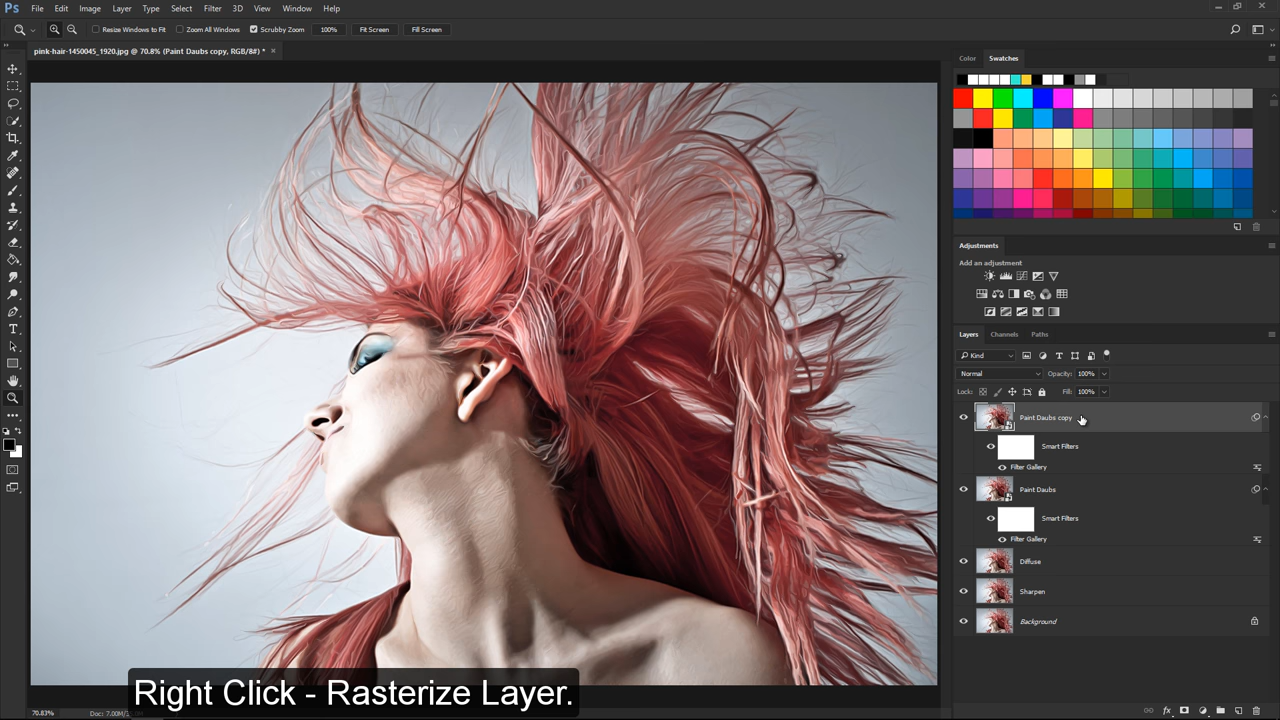 Ps File Edit Image Layer Type Select Filter 3D View Window Help
Resize Windows to Fit Zoom All Windows Scrubby Zoom 100% Fit Screen Fill Screen
pink-hair-1450045_1920.jpg @ 70.8% (Paint Daubs copy, RGB/8#) * ×
Color Swatches
Adjustments
Add an adjustment
Layers Channels Paths
Kind
Normal Opacity: 100%
Lock: Fill: 100%
Paint Daubs copy
Smart Filters
Filter Gallery
Paint Daubs
Smart Filters
Filter Gallery
Diffuse
Sharpen
Background
Right Click - Rasterize Layer.
70.83%